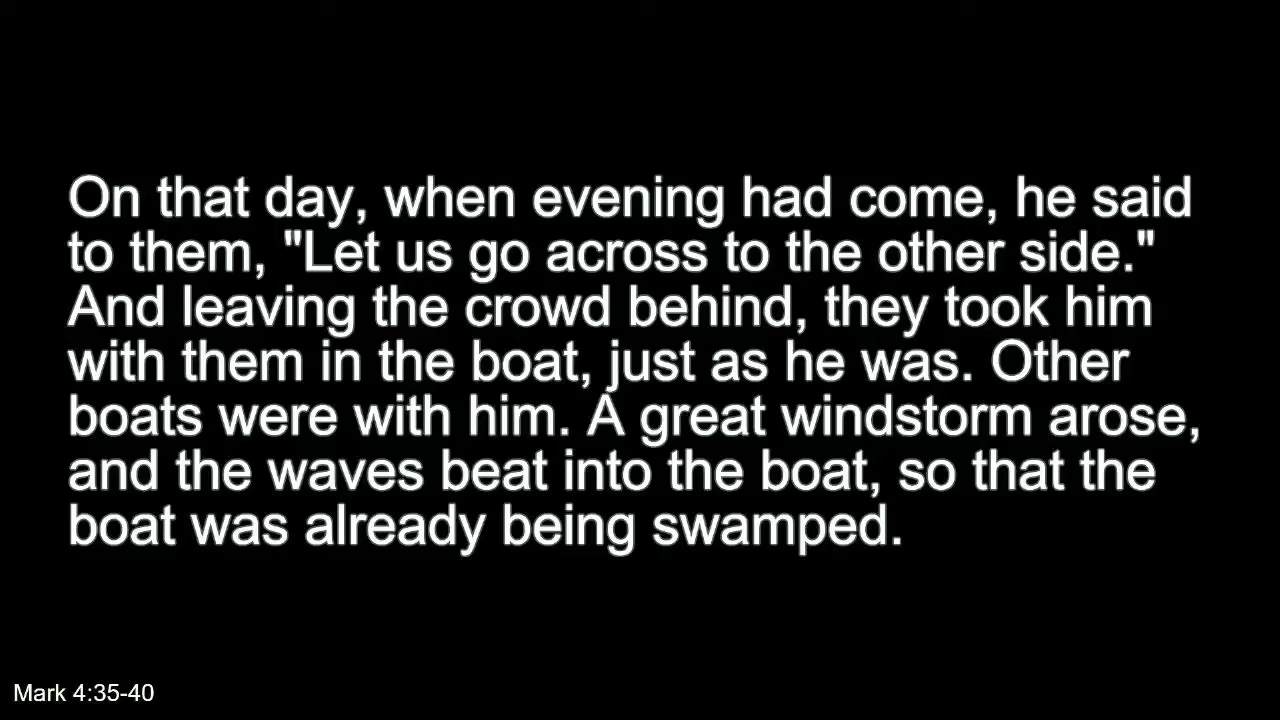 On that day, when evening had come, he said
to them, "Let us go across to the other side."
And leaving the crowd behind, they took him
with them in the boat, just as he was. Other
boats were with him. A great windstorm arose,
and the waves beat into the boat, so that the
boat was already being swamped.
Mark 4:35-40